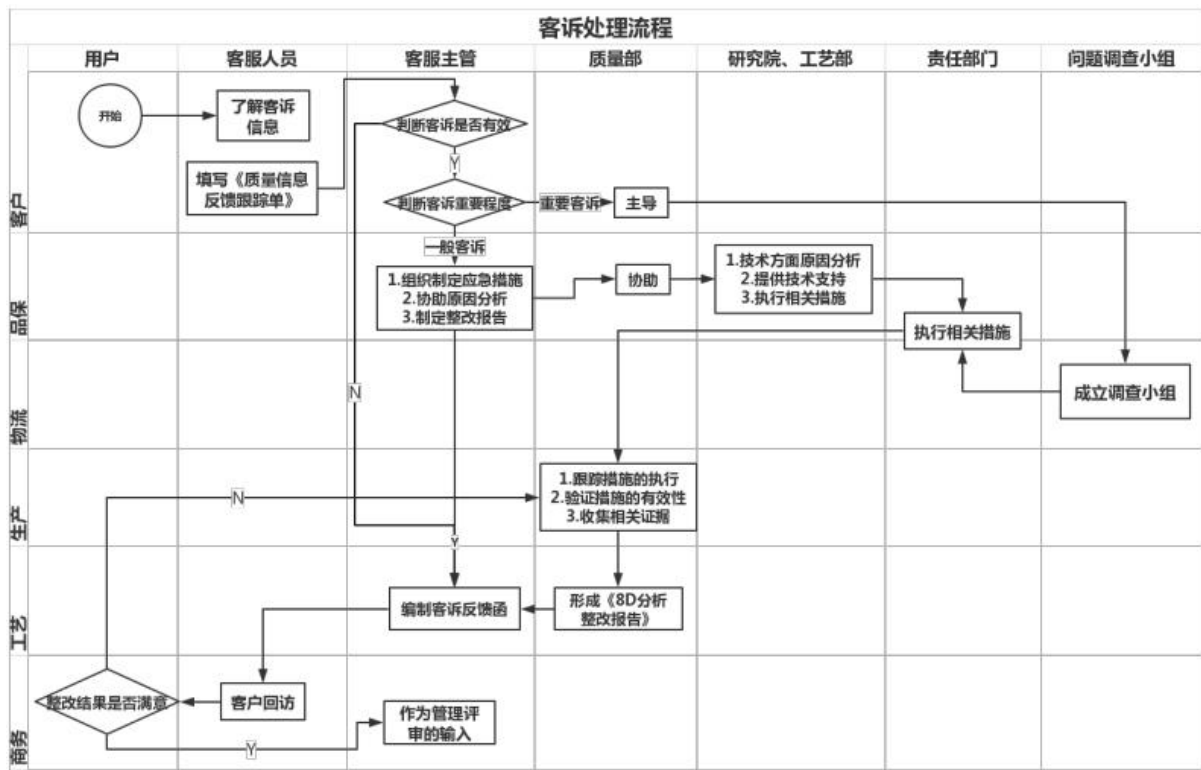 客诉处理流程
用户
客服人员
客服主管
质量部
研究院、工艺部
责任部门
问题调查小组
客户
开始
了解客诉
信息
判断客诉是否有效
Y
填写《质量信息
反馈跟踪单》
判断客诉重要程度
重要客诉
主导
一般客诉
品保
1.组织制定应急措施
2.协助原因分析
3.制定整改报告
协助
1.技术方面原因分析
2.提供技术支持
3.执行相关措施
执行相关措施
物流
N
成立调查小组
生产
N
1.跟踪措施的执行
2.验证措施的有效性
3.收集相关证据
Y
工艺
编制客诉反馈函
形成《8D分析
整改报告》
商务
整改结果是否满意
客户回访
作为管理评
审的输入
Y